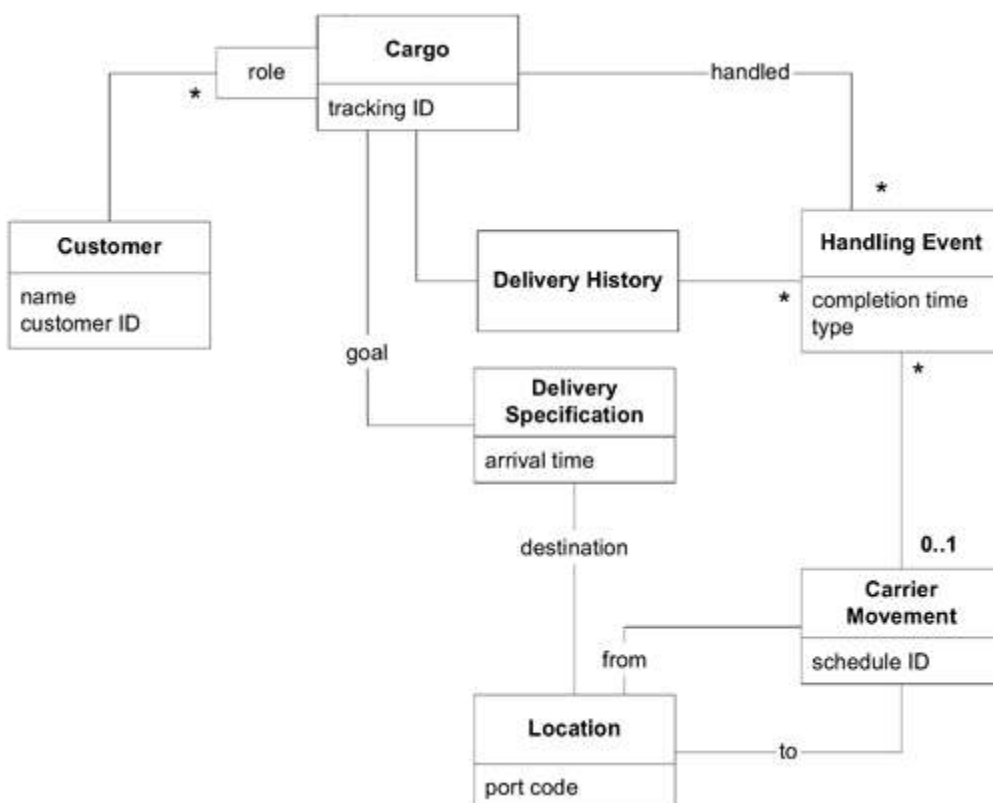 Cargo
tracking ID
role
*
handled
*
Customer
name
customer ID
Delivery History
*
Handling Event
completion time
type
*
goal
Delivery
Specification
arrival time
destination
0..1
Carrier
Movement
schedule ID
from
Location
port code
to